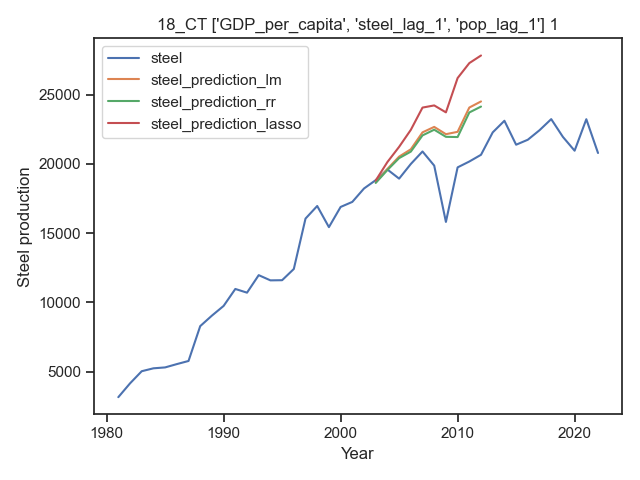 18_CT ['GDP_per_capita', 'steel_lag_1', 'pop_lag_1'] 1
steel
steel_prediction_lm
steel_prediction_rr
steel_prediction_lasso
Steel production
25000
20000
15000
10000
5000
1980
1990
2000
2010
2020
Year